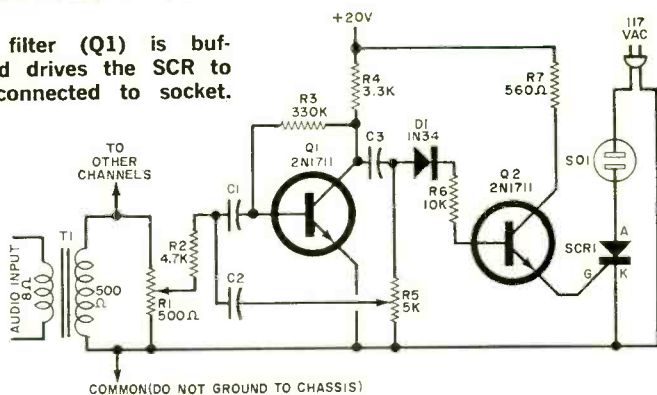 filter (Q1) is buf-
d drives the SCR to
connected to socket.
+20V
117
VAC
R4
3.3K
R7
560Ω
R3
330K
TO
OTHER
CHANNELS
Q1
2N1711
C3
D1
1N34
Q2
2N1711
SO1
R6
10K
C1
R2
4.7K
T1
AUDIO INPUT
8Ω
500
Ω
R1
500Ω
C2
R5
5K
SCR1
A
G
K
COMMON(DO NOT GROUND TO CHASSIS)